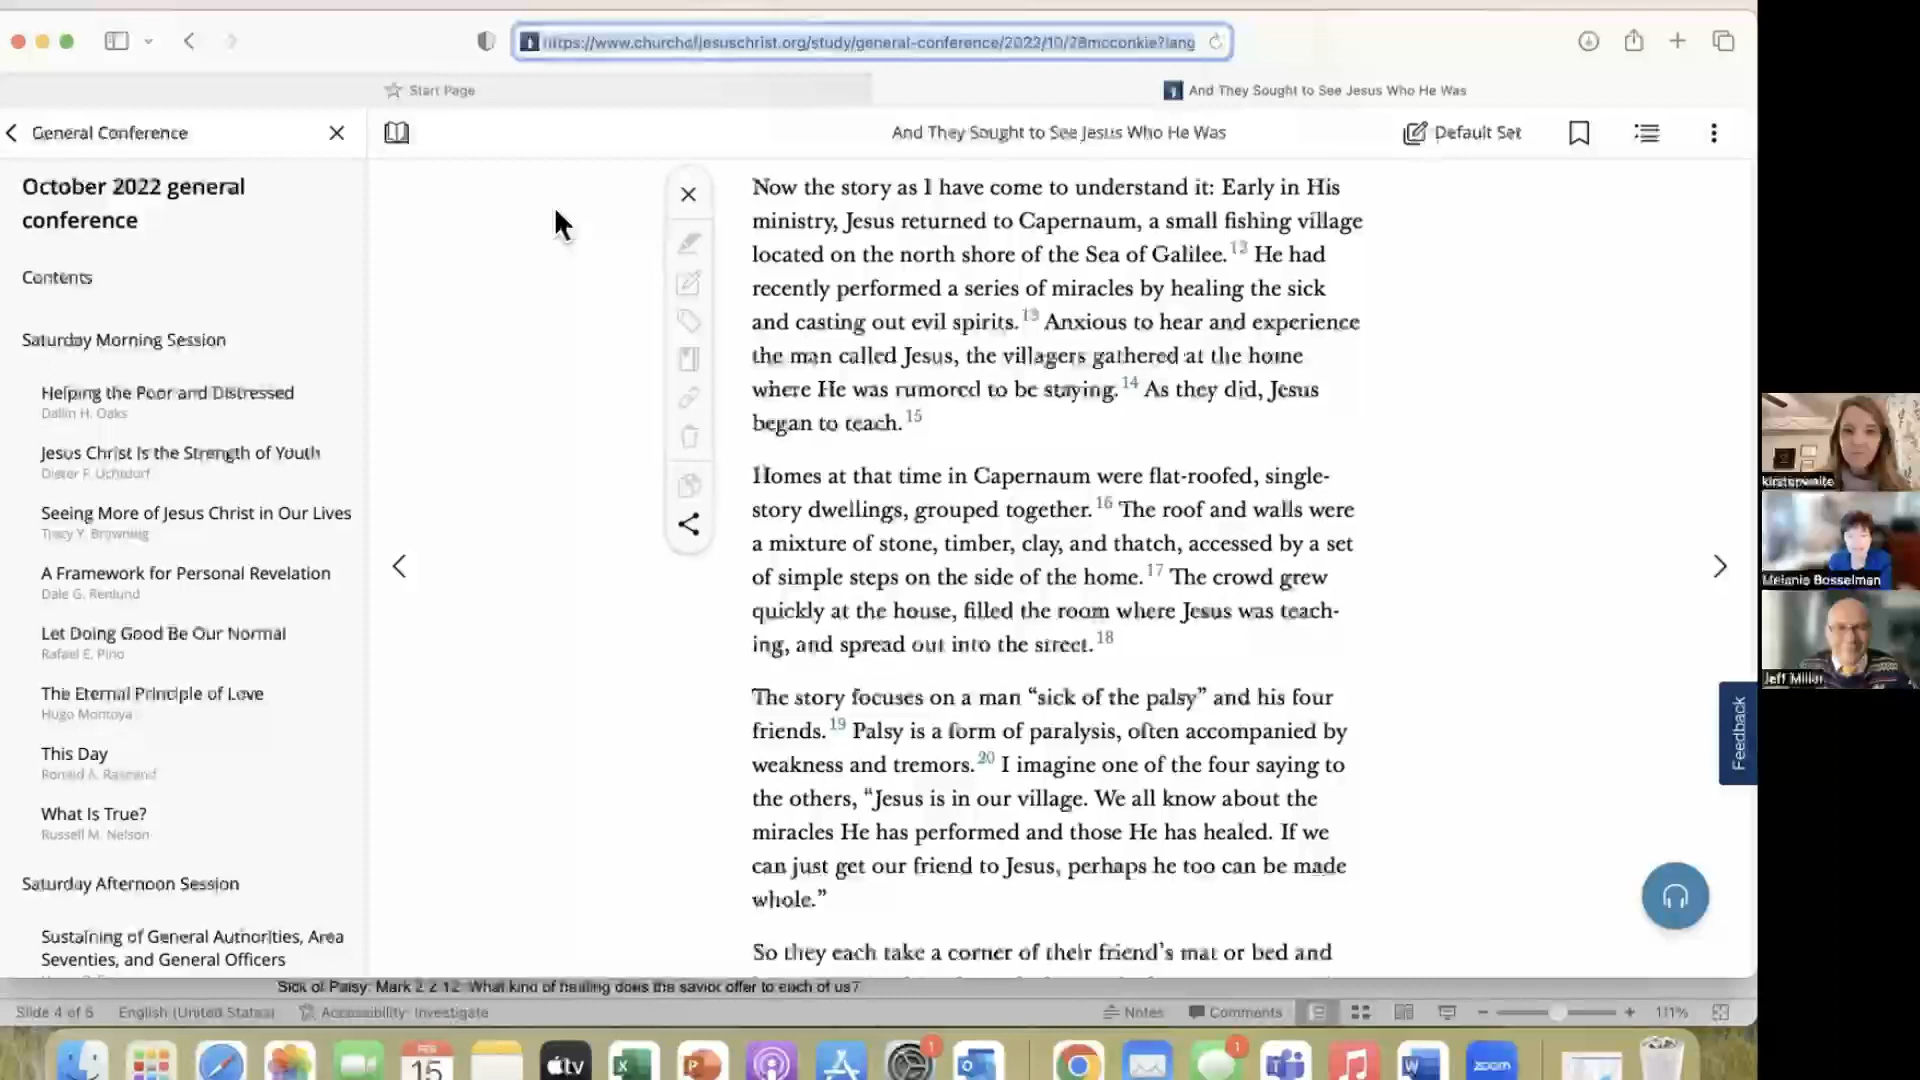 https://www.churchofjesuschrist.org/study/general-conference/2022/10/28mcconkie?lang
Start Page
And They Sought to See Jesus Who He Was
General Conference
And They Sought to See Jesus Who He Was
Default Set
October 2022 general
conference
Contents
Saturday Morning Session
Helping the Poor and Distressed
Dallin H. Oaks
Jesus Christ Is the Strength of Youth
Dieter F. Uchtdorf
Seeing More of Jesus Christ in Our Lives
Tracy Y. Browning
A Framework for Personal Revelation
Dale G. Renlund
Let Doing Good Be Our Normal
Rafael E. Pino
The Eternal Principle of Love
Hugo Montoya
This Day
Ronald A. Rasband
What Is True?
Russell M. Nelson
Saturday Afternoon Session
Sustaining of General Authorities, Area
Seventies, and General Officers
Now the story as I have come to understand it: Early in His
ministry, Jesus returned to Capernaum, a small fishing village
located on the north shore of the Sea of Galilee. He had
recently performed a series of miracles by healing the sick
and casting out evil spirits. Anxious to hear and experience
the man called Jesus, the villagers gathered at the home
where He was rumored to be staying.14 As they did, Jesus
began to teach.15
Homes at that time in Capernaum were flat-roofed, single-
story dwellings, grouped together.16 The roof and walls were
a mixture of stone, timber, clay, and thatch, accessed by a set
of simple steps on the side of the home.17 The crowd grew
quickly at the house, filled the room where Jesus was teach-
ing, and spread out into the street.18
The story focuses on a man “sick of the palsy” and his four
friends.19 Palsy is a form of paralysis, often accompanied by
weakness and tremors.20 I imagine one of the four saying to
the others, “Jesus is in our village. We all know about the
miracles He has performed and those He has healed. If we
can just get our friend to Jesus, perhaps he too can be made
whole.”
So they each take a corner of their friend’s mat or bed and
Feedback
kirstenwaite
Melanie Bosselman
Jeff Miller
Sick of Palsy: Mark 2:2-12 What kind of healing does the savior offer to each of us?
Slide 4 of 6
English (United States)
Accessibility: Investigate
Notes
Comments
111%
FEB
15
1
1
tv
zoom